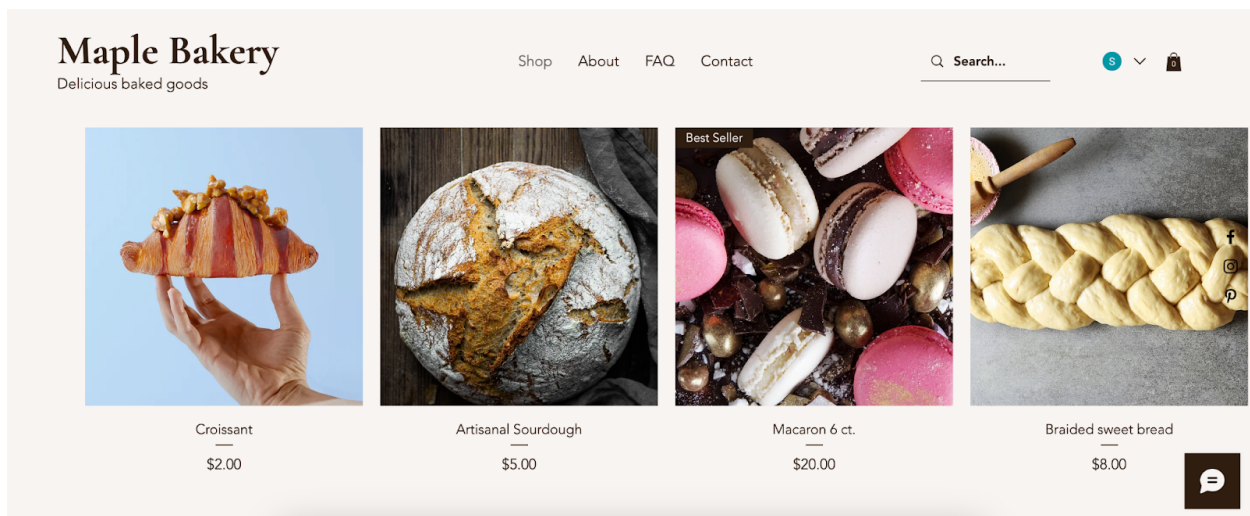 Maple Bakery
Delicious baked goods
Shop About FAQ Contact
Search...
S
0
Best Seller
Croissant
Artisanal Sourdough
Macaron 6 ct.
Braided sweet bread
$2.00
$5.00
$20.00
$8.00